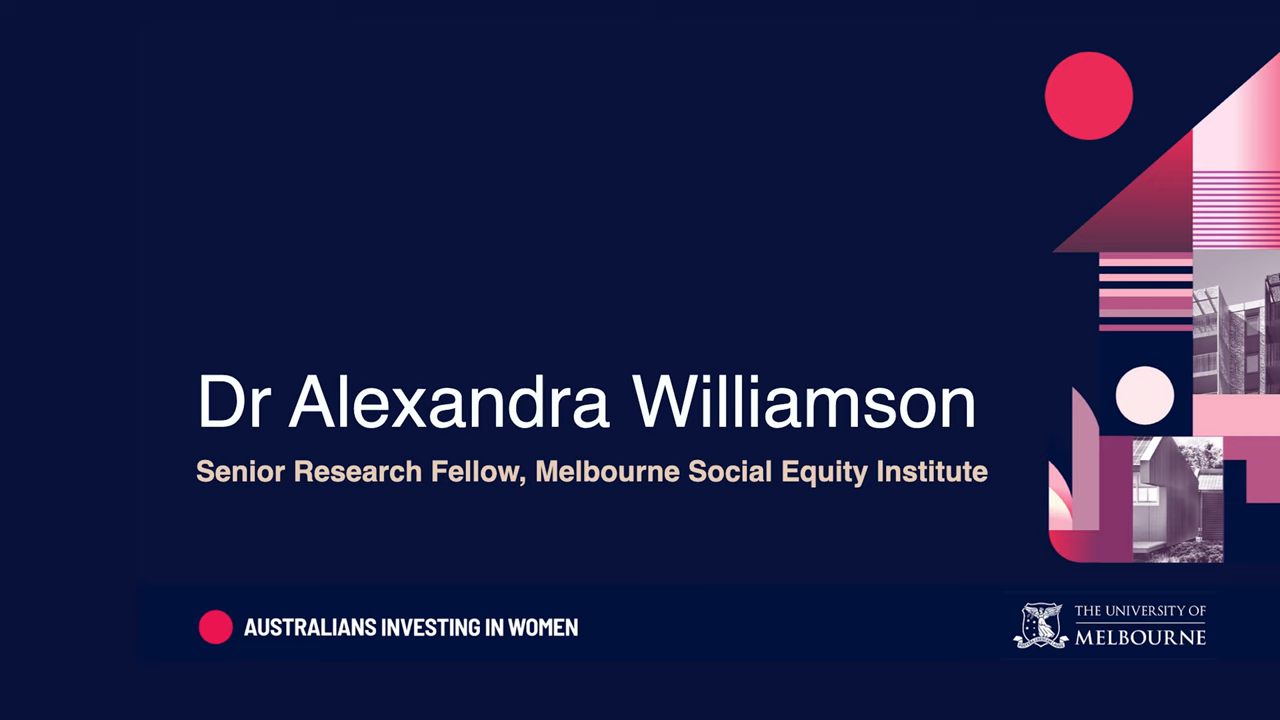 Dr Alexandra Williamson
Senior Research Fellow, Melbourne Social Equity Institute
AUSTRALIANS INVESTING IN WOMEN
THE UNIVERSITY OF
MELBOURNE